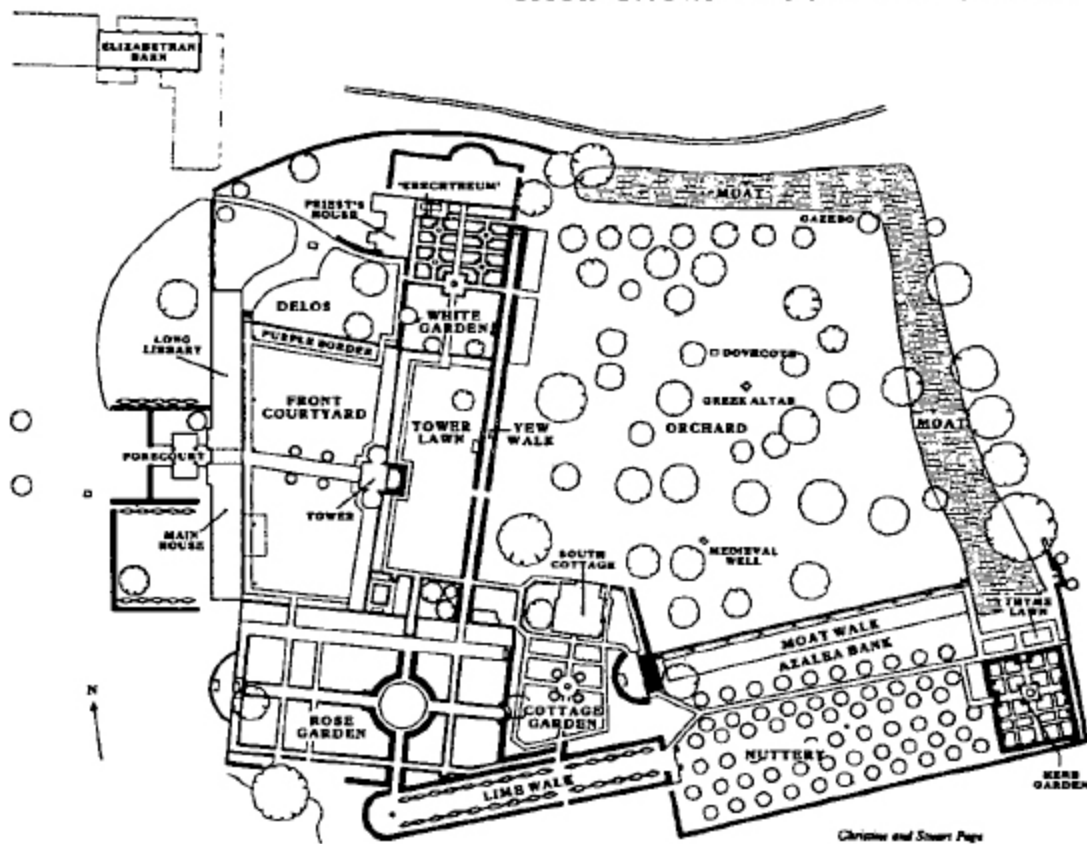 ELIZABETHAN
BARN
MOAT
'ERECHTHEUM'
PRIEST'S
HOUSE
GAZEBO
DELOS
WHITE
GARDEN
LONG
LIBRARY
PURPLE BORDER
DOVECOTE
FRONT
COURTYARD
GREEK ALTAR
TOWER
LAWN
YEW
WALK
ORCHARD
MOAT
FORECOURT
TOWER
MAIN
HOUSE
SOUTH
COTTAGE
MEDIEVAL
WELL
THYME
LAWN
MOAT WALK
AZALEA BANK
N
ROSE
GARDEN
COTTAGE
GARDEN
NUTTERY
LIME WALK
HERB
GARDEN
Christine and Stuart Page